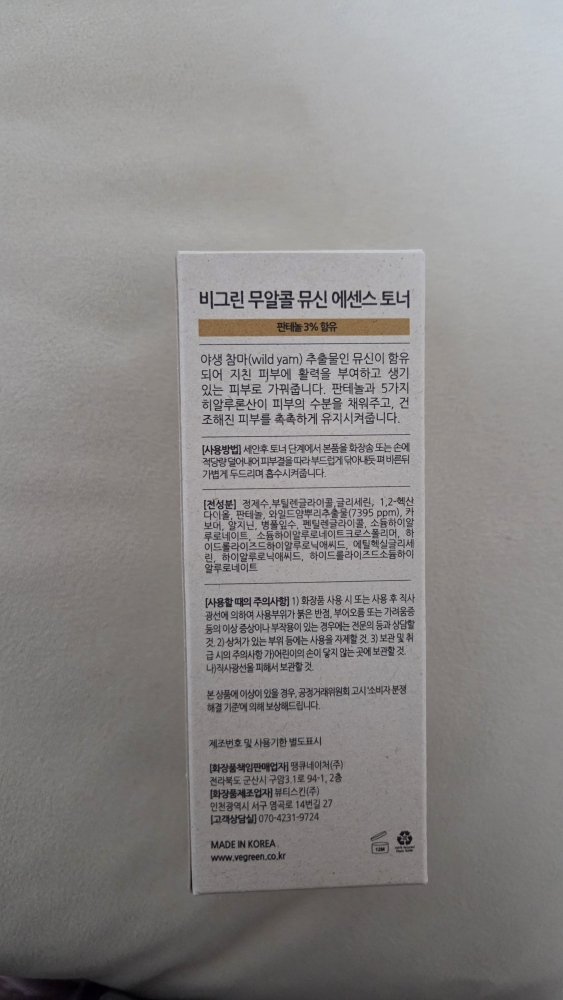 비그린 무알콜 뮤신 에센스 토너
판테놀 3% 함유
야생 참마(wild yam) 추출물인 뮤신이 함유
되어 지친 피부에 활력을 부여하고 생기
있는 피부로 가꿔줍니다. 판테놀과 5가지
히알루론산이 피부의 수분을 채워주고, 건
조해진 피부를 촉촉하게 유지시켜줍니다.
[사용방법] 세안후 토너 단계에서 본품을 화장솜 또는 손에
적당량 덜어내어 피부결을 따라 부드럽게 닦아내듯 펴 바른뒤
가볍게 두드리며 흡수시켜줍니다.
[전성분] 정제수,부틸렌글라이콜,글리세린, 1,2-헥산
다이올, 판테놀, 와일드얌뿌리추출물(7395 ppm), 카
보머, 알지닌, 병풀잎수, 펜틸렌글라이콜, 소듐하이알
루로네이트, 소듐하이알루로네이트크로스폴리머, 하
이드롤라이즈드하이알루로닉애씨드, 에틸헥실글리세
린, 하이알루로닉애씨드, 하이드롤라이즈드소듐하이
알루로네이트
[사용할 때의 주의사항] 1) 화장품 사용 시 또는 사용 후 직사
광선에 의하여 사용부위가 붉은 반점, 부어오름 또는 가려움증
등의 이상 증상이나 부작용이 있는 경우에는 전문의 등과 상담할
것. 2) 상처가 있는 부위 등에는 사용을 자제할 것. 3) 보관 및 취
급 시의 주의사항 가)어린이의 손이 닿지 않는 곳에 보관할 것.
나)직사광선을 피해서 보관할 것.
본 상품에 이상이 있을 경우, 공정거래위원회 고시 '소비자 분쟁
해결 기준'에 의해 보상해드립니다.
제조번호 및 사용기한 별도표시
[화장품책임판매업자] 땡큐네이처(주)
전라북도 군산시 구암3.1로 94-1, 2층
[화장품제조업자] 뷰티스킨(주)
인천광역시 서구 염곡로 14번길 27
[고객상담실] 070-4231-9724
MADE IN KOREA
www.vegreen.co.kr
12M